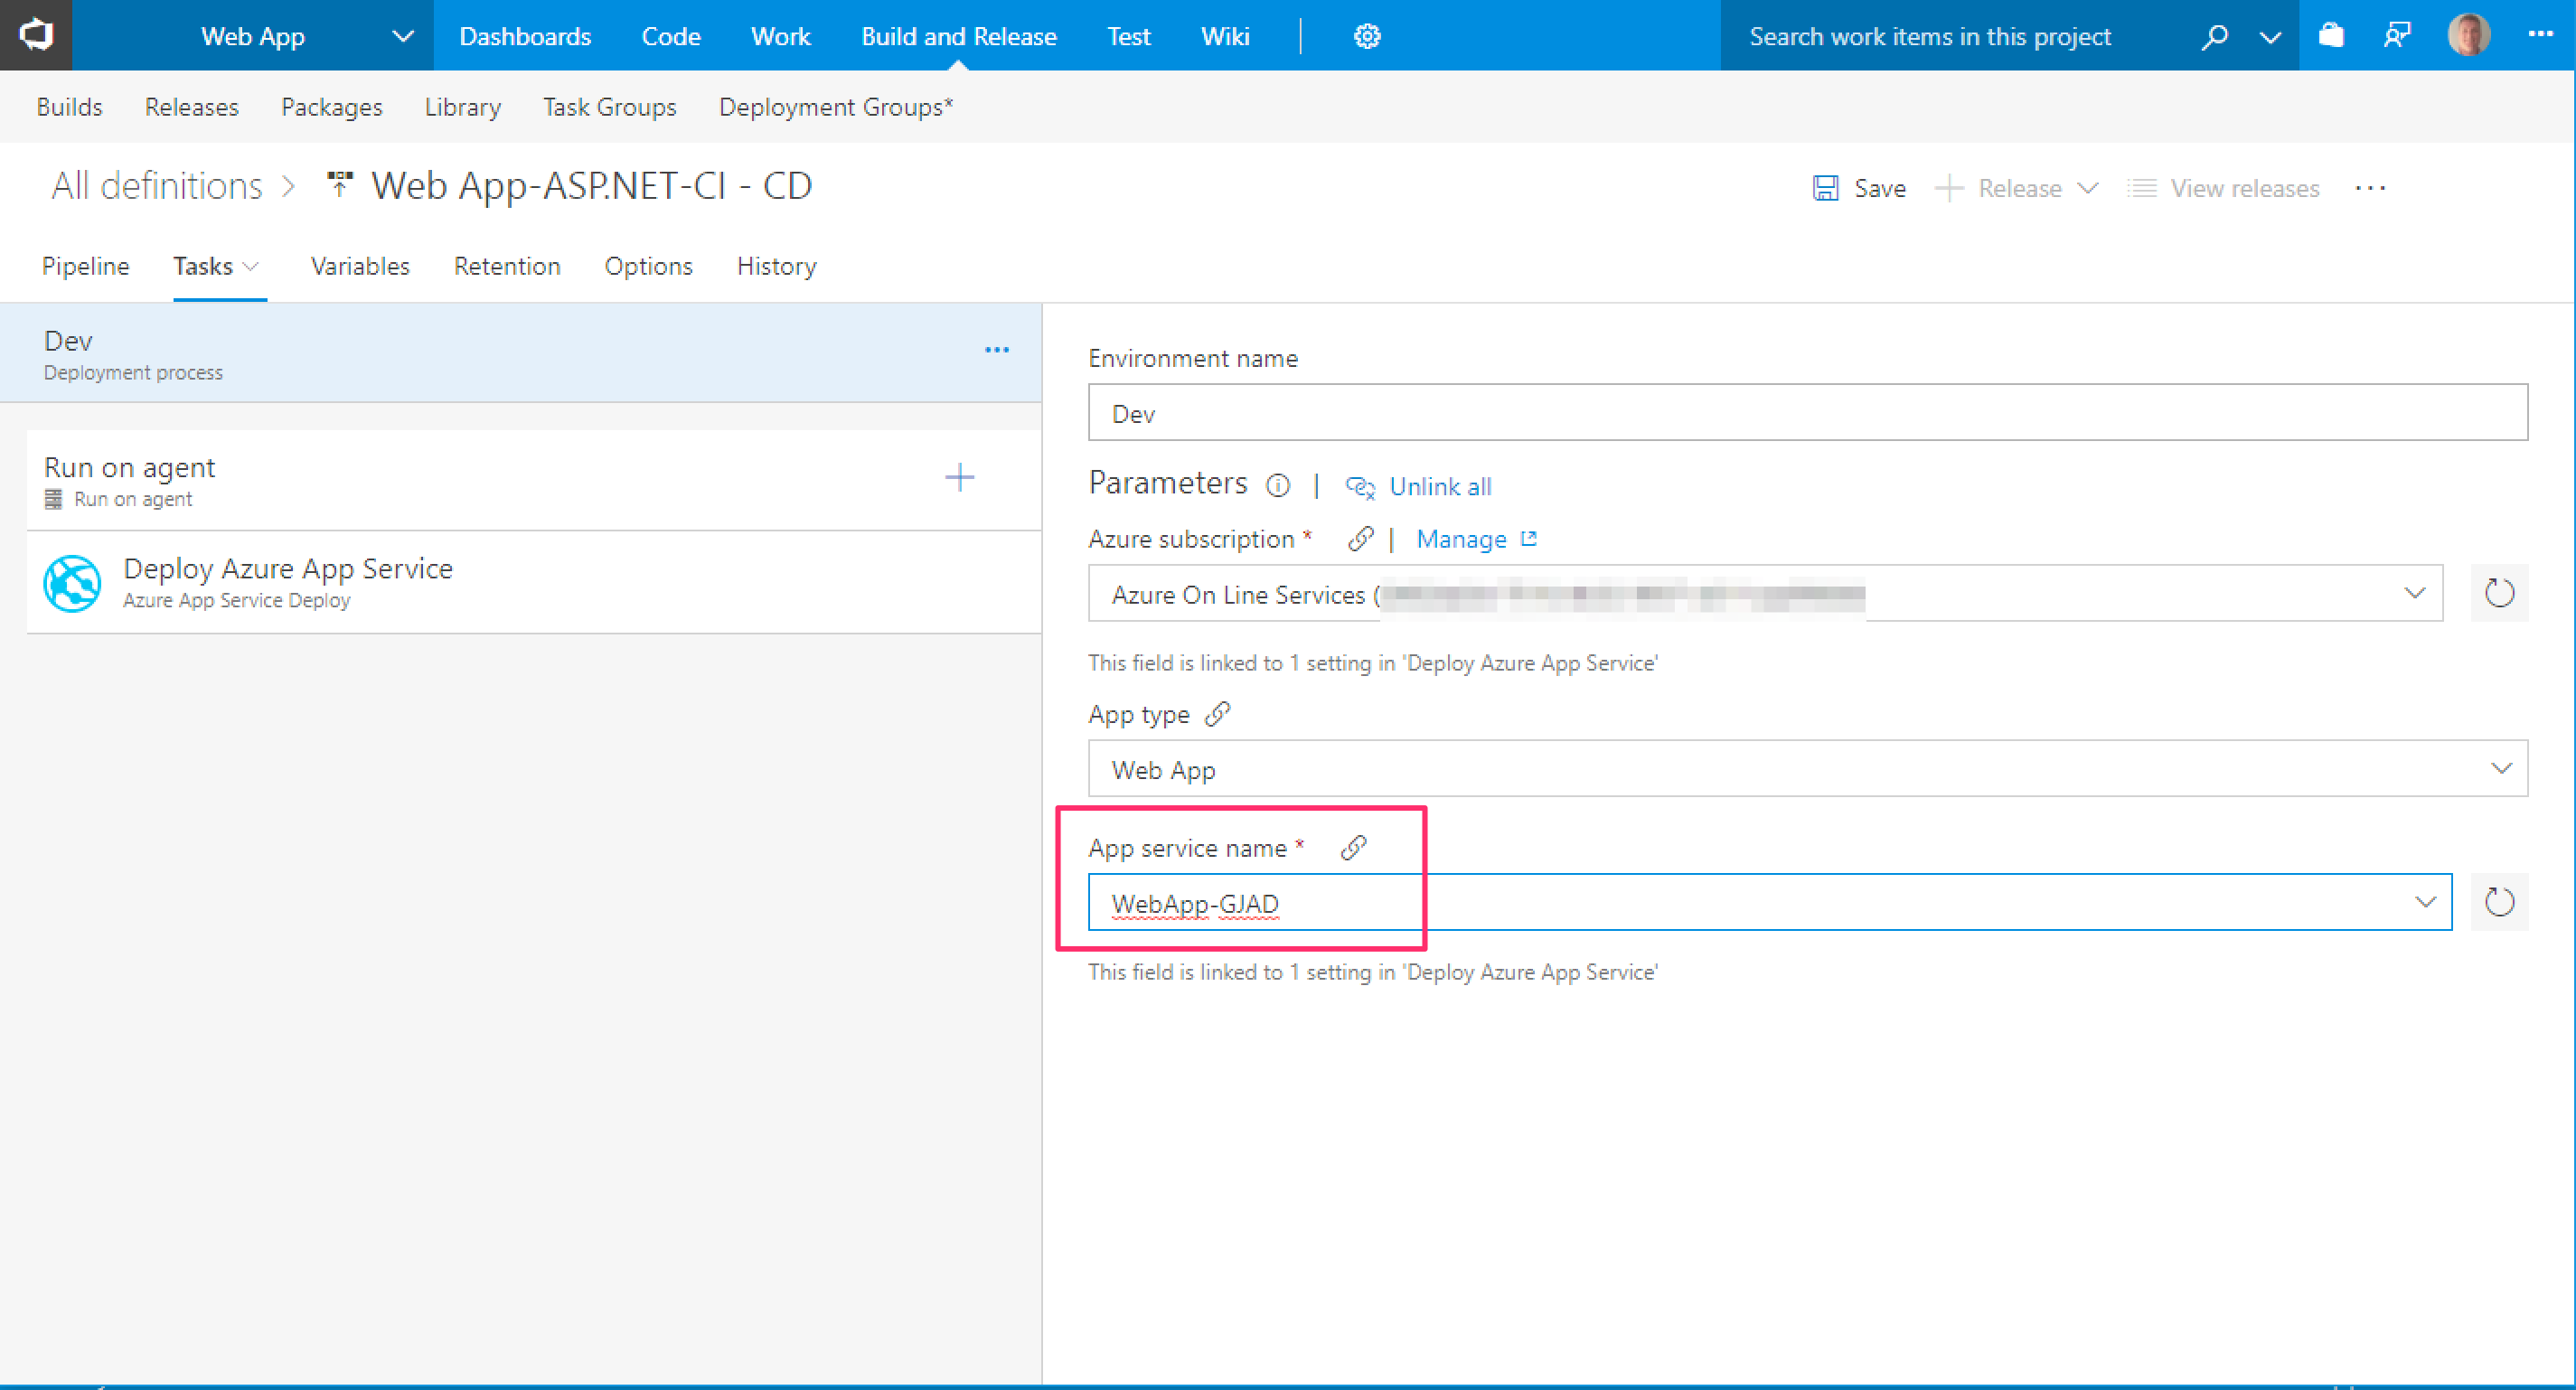 Web App Dashboards Code Work Build and Release Test Wiki Search work items in this project
Builds Releases Packages Library Task Groups Deployment Groups*
All definitions > Web App-ASP.NET-CI - CD Save Release View releases ...
Pipeline Tasks Variables Retention Options History
Dev
Deployment process
Run on agent
Run on agent
Deploy Azure App Service
Azure App Service Deploy
Environment name
Dev
Parameters | Unlink all
Azure subscription * | Manage
Azure On Line Services (
This field is linked to 1 setting in 'Deploy Azure App Service'
App type
Web App
App service name *
WebApp-GJAD
This field is linked to 1 setting in 'Deploy Azure App Service'